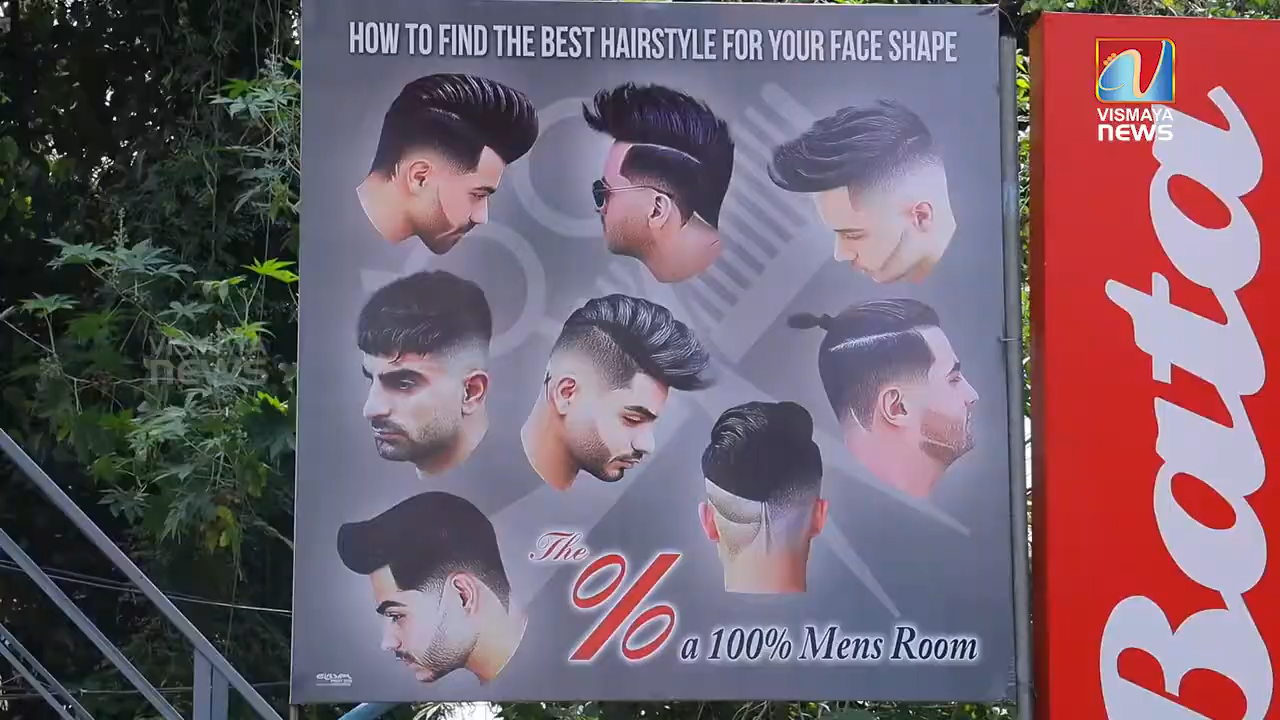 HOW TO FIND THE BEST HAIRSTYLE FOR YOUR FACE SHAPE
The
%
a 100% Mens Room
Bata
VISMAYA
NEWS